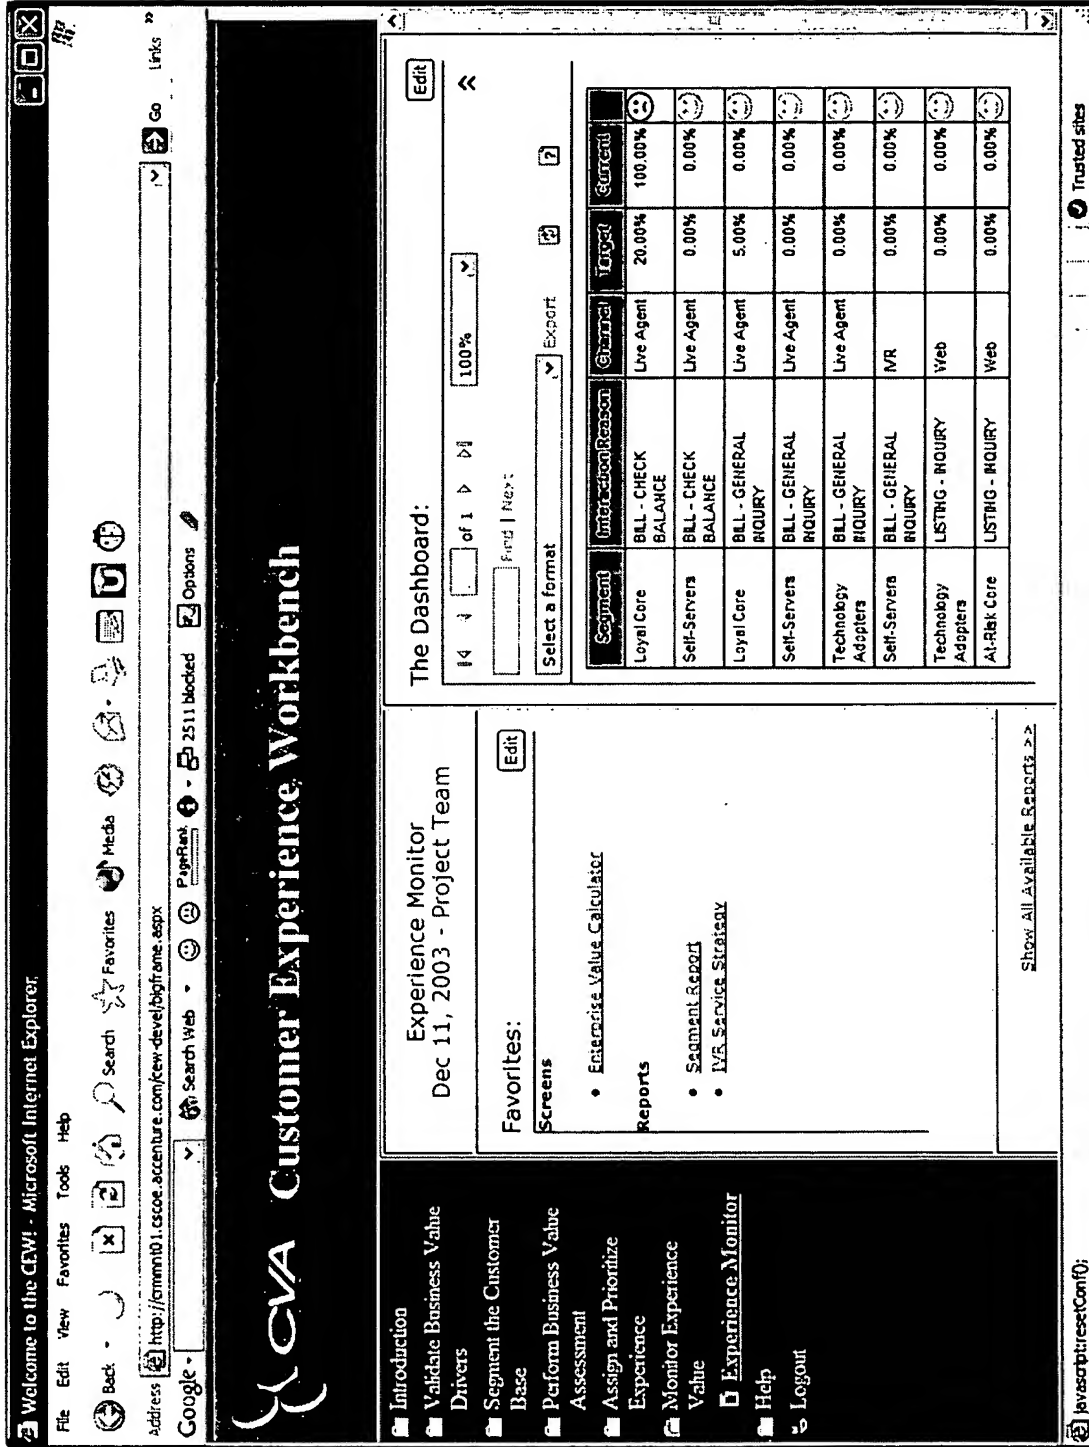 Welcome to the CEW! - Microsoft Internet Explorer
File Edit View Favorites Tools Help
Back Search Favorites Media
Address http://crmmnt01.cscoe.accenture.com/cew-devel/bigframe.aspx Go Links »
Google Search Web PageRank 2511 blocked Options
CVA Customer Experience Workbench
Introduction
Validate Business Value
Drivers
Segment the Customer
Base
Perform Business Value
Assessment
Assign and Prioritize
Experience
Monitor Experience
Value
Experience Monitor
Help
Logout
Experience Monitor
Dec 11, 2003 - Project Team
Favorites: Edit
Screens
• Enterprise Value Calculator
Reports
• Segment Report
• IVR Service Strategy
Show All Available Reports >>
The Dashboard: Edit
of 1 100%
Find | Next
Select a format Export
Segment Interaction Reason Channel Target Current
Loyal Core BILL - CHECK BALANCE Live Agent 20.00% 100.00%
Self-Servers BILL - CHECK BALANCE Live Agent 0.00% 0.00%
Loyal Core BILL - GENERAL INQUIRY Live Agent 5.00% 0.00%
Self-Servers BILL - GENERAL INQUIRY Live Agent 0.00% 0.00%
Technology Adopters BILL - GENERAL INQUIRY Live Agent 0.00% 0.00%
Self-Servers BILL - GENERAL INQUIRY IVR 0.00% 0.00%
Technology Adopters LISTING - INQUIRY Web 0.00% 0.00%
At-Risk Core LISTING - INQUIRY Web 0.00% 0.00%
javascript:resetConf(); Trusted sites